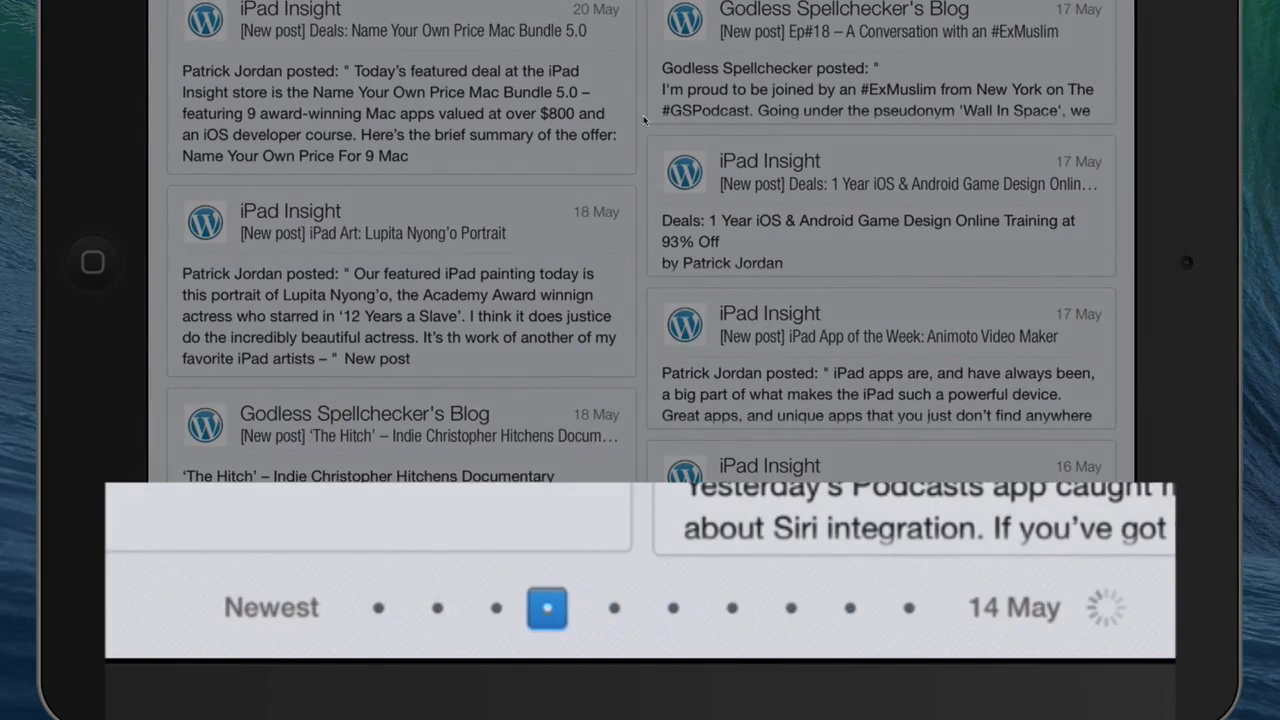 iPad Insight
20 May
[New post] Deals: Name Your Own Price Mac Bundle 5.0
Patrick Jordan posted: " Today's featured deal at the iPad
Insight store is the Name Your Own Price Mac Bundle 5.0 –
featuring 9 award-winning Mac apps valued at over $800 and
an iOS developer course. Here's the brief summary of the offer:
Name Your Own Price For 9 Mac
iPad Insight
18 May
[New post] iPad Art: Lupita Nyong'o Portrait
Patrick Jordan posted: " Our featured iPad painting today is
this portrait of Lupita Nyong'o, the Academy Award winnign
actress who starred in ‘12 Years a Slave’. I think it does justice
do the incredibly beautiful actress. It's th work of another of my
favorite iPad artists – " New post
Godless Spellchecker's Blog
18 May
[New post] ‘The Hitch’ – Indie Christopher Hitchens Docum…
‘The Hitch’ – Indie Christopher Hitchens Documentary
Godless Spellchecker's Blog
17 May
[New post] Ep#18 – A Conversation with an #ExMuslim
Godless Spellchecker posted: "
I'm proud to be joined by an #ExMuslim from New York on The
#GSPodcast. Going under the pseudonym 'Wall In Space', we
iPad Insight
17 May
[New post] Deals: 1 Year iOS & Android Game Design Onlin…
Deals: 1 Year iOS & Android Game Design Online Training at
93% Off
by Patrick Jordan
iPad Insight
17 May
[New post] iPad App of the Week: Animoto Video Maker
Patrick Jordan posted: " iPad apps are, and have always been,
a big part of what makes the iPad such a powerful device.
Great apps, and unique apps that you just don't find anywhere
iPad Insight
16 May
Yesterday's Podcasts app caught
about Siri integration. If you've got
Newest
14 May